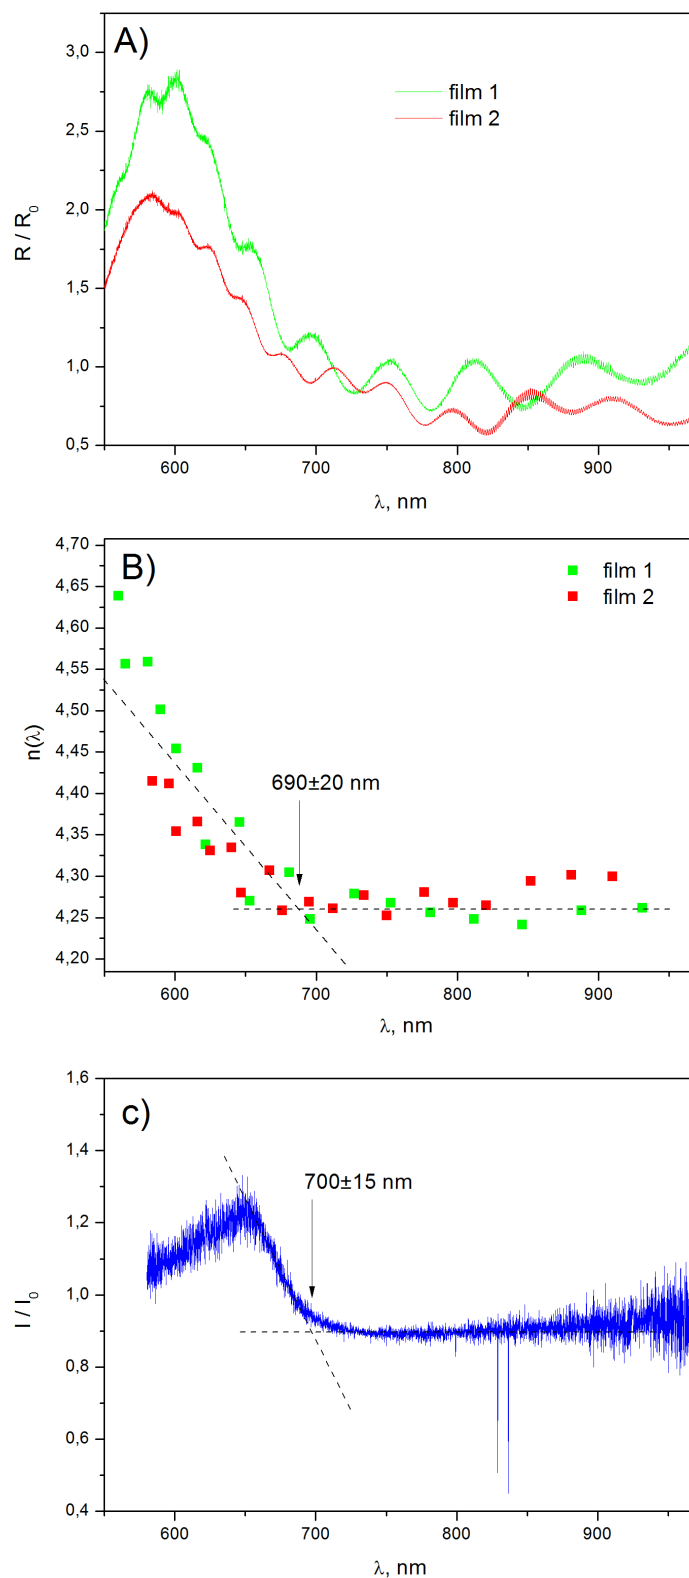 A)
3,0
2,5
2,0
1,5
1,0
0,5
R / R0
film 1
film 2
600 700 800 900
λ, nm
B)
4,70
4,65
4,60
4,55
4,50
4,45
4,40
4,35
4,30
4,25
4,20
n(λ)
film 1
film 2
690±20 nm
600 700 800 900
λ, nm
c)
1,6
1,4
1,2
1,0
0,8
0,6
0,4
I / I0
700±15 nm
600 700 800 900
λ, nm